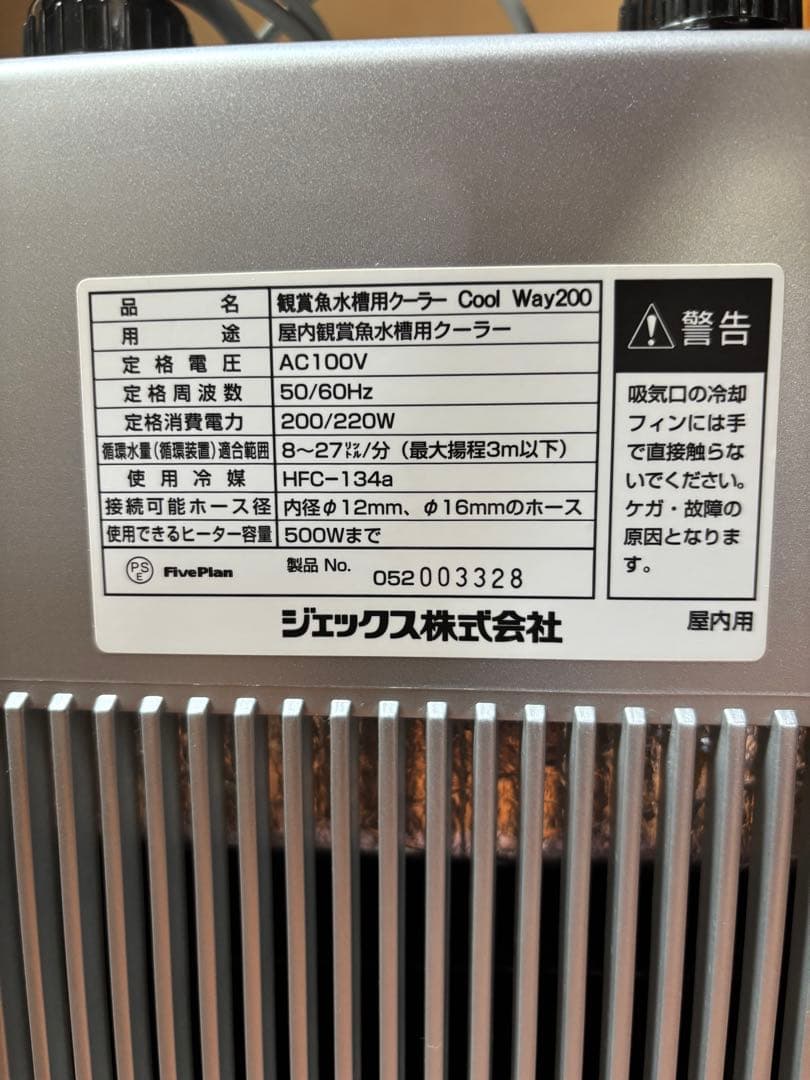 品名 観賞魚水槽用クーラー Cool Way200
用途 屋内観賞魚水槽用クーラー
定格電圧 AC100V
定格周波数 50/60Hz
定格消費電力 200/220W
循環水量(循環装置)適合範囲 8～27リットル/分(最大揚程3m以下)
使用冷媒 HFC-134a
接続可能ホース径 内径φ12mm、φ16mmのホース
使用できるヒーター容量 500Wまで
PSE FivePlan 製品 No. 052003328
ジェックス株式会社
警告
吸気口の冷却
フィンには手
で直接触らな
いでください。
ケガ・故障の
原因となりま
す。
屋内用